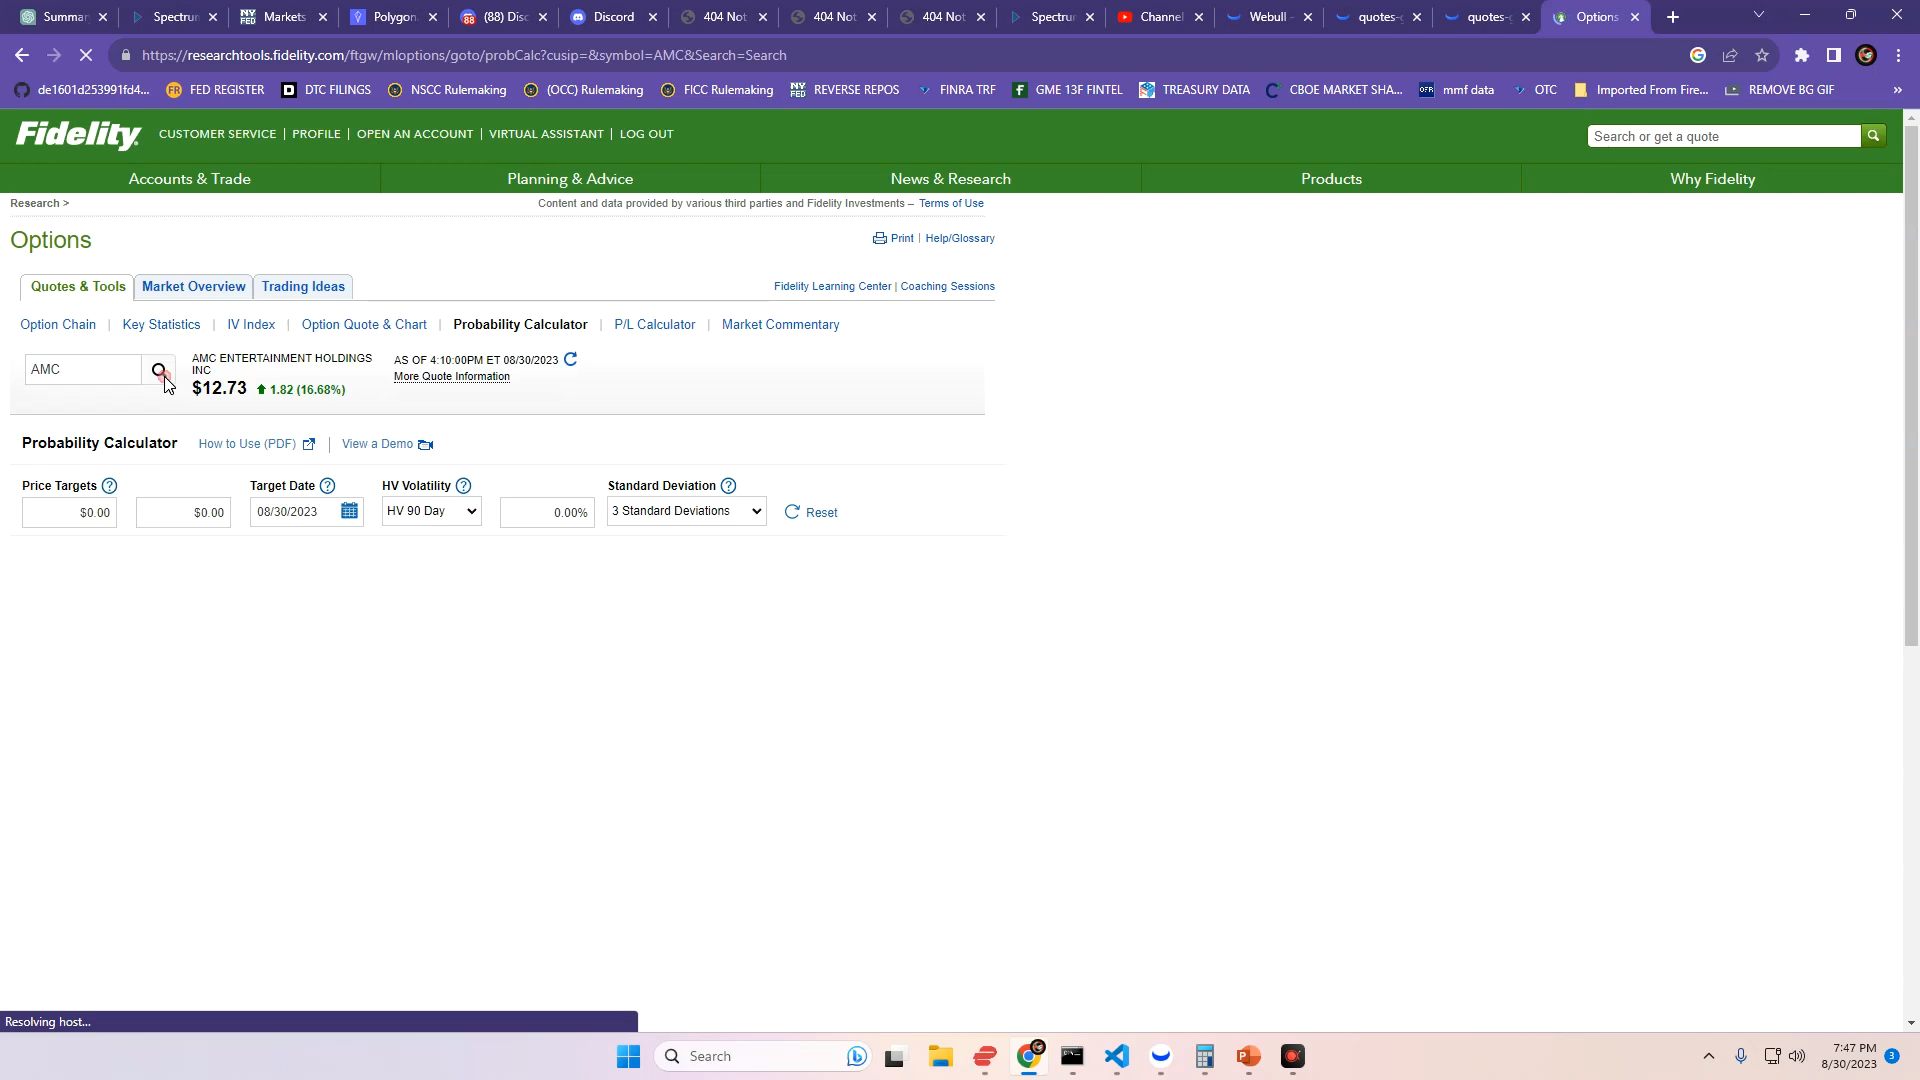 Summar
Spectrur
Markets
Polygon.
(88) Disc
Discord
404 Not
404 Not
404 Not
Spectrur
Channel
Webull -
quotes-g
quotes-g
Options
https://researchtools.fidelity.com/ftgw/mloptions/goto/probCalc?cusip=&symbol=AMC&Search=Search
de1601d253991fd4...
FED REGISTER
DTC FILINGS
NSCC Rulemaking
(OCC) Rulemaking
FICC Rulemaking
REVERSE REPOS
FINRA TRF
GME 13F FINTEL
TREASURY DATA
CBOE MARKET SHA...
mmf data
OTC
Imported From Fire...
REMOVE BG GIF
»
Fidelity
CUSTOMER SERVICE | PROFILE | OPEN AN ACCOUNT | VIRTUAL ASSISTANT | LOG OUT
Search or get a quote
Accounts & Trade
Planning & Advice
News & Research
Products
Why Fidelity
Research >
Content and data provided by various third parties and Fidelity Investments – Terms of Use
Options
Print | Help/Glossary
Quotes & Tools
Market Overview
Trading Ideas
Fidelity Learning Center | Coaching Sessions
Option Chain | Key Statistics | IV Index | Option Quote & Chart | Probability Calculator | P/L Calculator | Market Commentary
AMC
AMC ENTERTAINMENT HOLDINGS
INC
$12.73
1.82 (16.68%)
AS OF 4:10:00PM ET 08/30/2023
More Quote Information
Probability Calculator
How to Use (PDF)
View a Demo
Price Targets
Target Date
HV Volatility
Standard Deviation
$0.00
$0.00
08/30/2023
HV 90 Day
0.00%
3 Standard Deviations
Reset
Resolving host...
Search
7:47 PM
8/30/2023
3